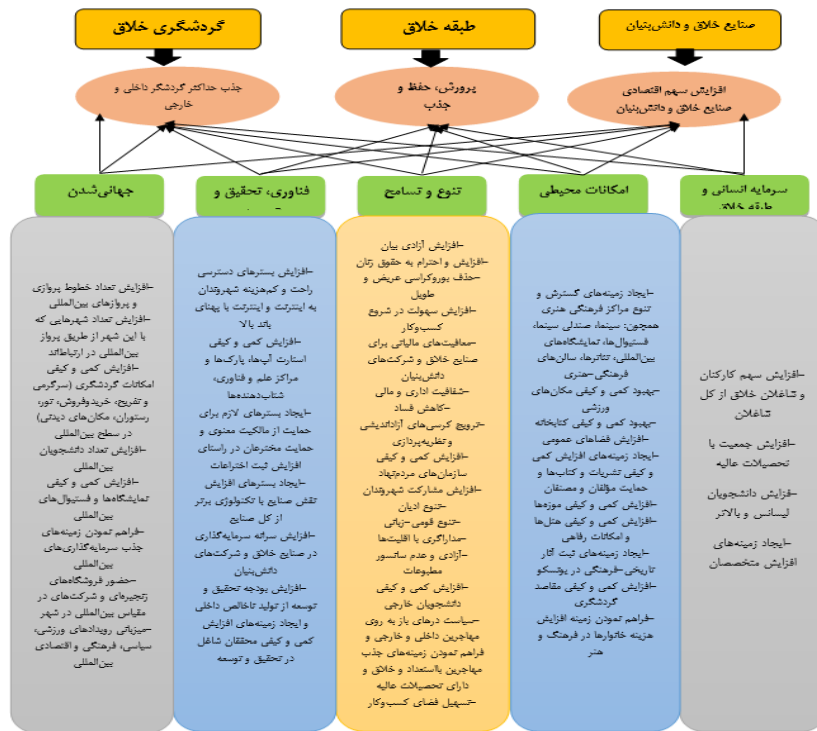 صنایع خلاق و دانش‌بنیان
طبقه خلاق
گردشگری خلاق
افزایش سهم اقتصادی
صنایع خلاق و دانش‌بنیان
پرورش، حفظ و
جذب
جذب حداکثر گردشگر داخلی و
خارجی
سرمایه انسانی و
طبقه خلاق
امکانات محیطی
تنوع و تسامح
فناوری، تحقیق و
جهانی‌شدن
-افزایش سهم کارکنان
و شاغلان خلاق از کل
شاغلان
-افزایش جمعیت با
تحصیلات عالیه
-فزایش دانشجویان
لیسانس و بالاتر
-ایجاد زمینه‌های
افزایش متخصصان
-ایجاد زمینه‌های گسترش و
تنوع مراکز فرهنگی هنری
همچون: سینما، صندلی سینما،
فستیوال‌ها، نمایشگاه‌های
بین‌المللی، تئاترها، سالن‌های
فرهنگی-هنری
-بهبود کمی و کیفی مکان‌های
ورزشی
-بهبود کمی و کیفی کتابخانه
-افزایش فضاهای عمومی
-ایجاد زمینه‌های افزایش کمی
و کیفی نشریات و کتاب‌ها و
حمایت مؤلفان و مصنفان
-افزایش کمی و کیفی موزه‌ها
-افزایش کمی و کیفی هتل‌ها
و امکانات رفاهی
-ایجاد زمینه‌های ثبت آثار
تاریخی-فرهنگی در یونسکو
-افزایش کمی و کیفی مقاصد
گردشگری
-فراهم نمودن زمینه افزایش
هزینه خانوارها در فرهنگ و
هنر
-افزایش آزادی بیان
-افزایش و احترام به حقوق زنان
-حذف بوروکراسی عریض و
طویل
-افزایش سهولت در شروع
کسب‌وکار
-معافیت‌های مالیاتی برای
صنایع خلاق و شرکت‌های
دانش‌بنیان
-شفافیت اداری و مالی
-کاهش فساد
-ترویج کرسی‌های آزاداندیشی
و نظریه‌پردازی
-افزایش کمی و کیفی
سازمان‌های مردم‌نهاد
-افزایش مشارکت شهروندان
-تنوع ادیان
-تنوع قومی-زبانی
-مداراگری با اقلیت‌ها
-آزادی و عدم سانسور
مطبوعات
-افزایش کمی و کیفی
دانشجویان خارجی
-سیاست درهای باز به روی
مهاجرین داخلی و خارجی و
فراهم نمودن زمینه‌های جذب
مهاجرین بااستعداد و خلاق و
دارای تحصیلات عالیه
-تسهیل فضای کسب‌وکار
-افزایش بسترهای دسترسی
راحت و کم‌هزینه شهروندان
به اینترنت و اینترنت با پهنای
باند بالا
-افزایش کمی و کیفی
استارت آپ‌ها، پارک‌ها و
مراکز علم و فناوری،
شتاب‌دهنده‌ها
-ایجاد بسترهای لازم برای
حمایت از مالکیت معنوی و
حمایت مخترعان در راستای
افزایش ثبت اختراعات
-ایجاد بسترهای افزایش
نقش صنایع با تکنولوژی برتر
از کل صنایع
-افزایش سرانه سرمایه‌گذاری
در صنایع خلاق و شرکت‌های
دانش‌بنیان
-افزایش بودجه تحقیق و
توسعه از تولید ناخالص داخلی
و ایجاد زمینه‌های افزایش
کمی و کیفی محققان شاغل
در تحقیق و توسعه
-افزایش تعداد خطوط پروازی
و پروازهای بین‌المللی
-افزایش تعداد شهرهایی که
با این شهر از طریق پرواز
بین‌المللی در ارتباط‌اند
-افزایش کمی و کیفی
امکانات گردشگری (سرگرمی
و تفریح، خریدوفروش، تور،
رستوران، مکان‌های دیدنی)
در سطح بین‌المللی
-افزایش تعداد دانشجویان
بین‌المللی
-افزایش کمی و کیفی
نمایشگاه‌ها و فستیوال‌های
بین‌المللی
-فراهم نمودن زمینه‌های
جذب سرمایه‌گذاری‌های
بین‌المللی
-حضور فروشگاه‌های
زنجیره‌ای و شرکت‌های در
مقیاس بین‌المللی در شهر
-میزبانی رویدادهای ورزشی،
سیاسی، فرهنگی و اقتصادی
بین‌المللی